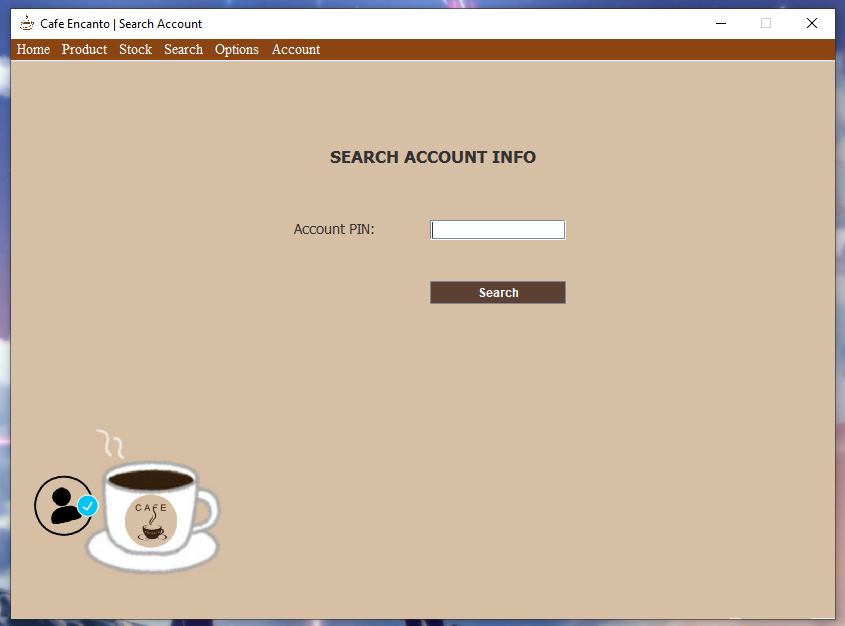 Cafe Encanto | Search Account
Home Product Stock Search Options Account
SEARCH ACCOUNT INFO
Account PIN:
Search
CAFE